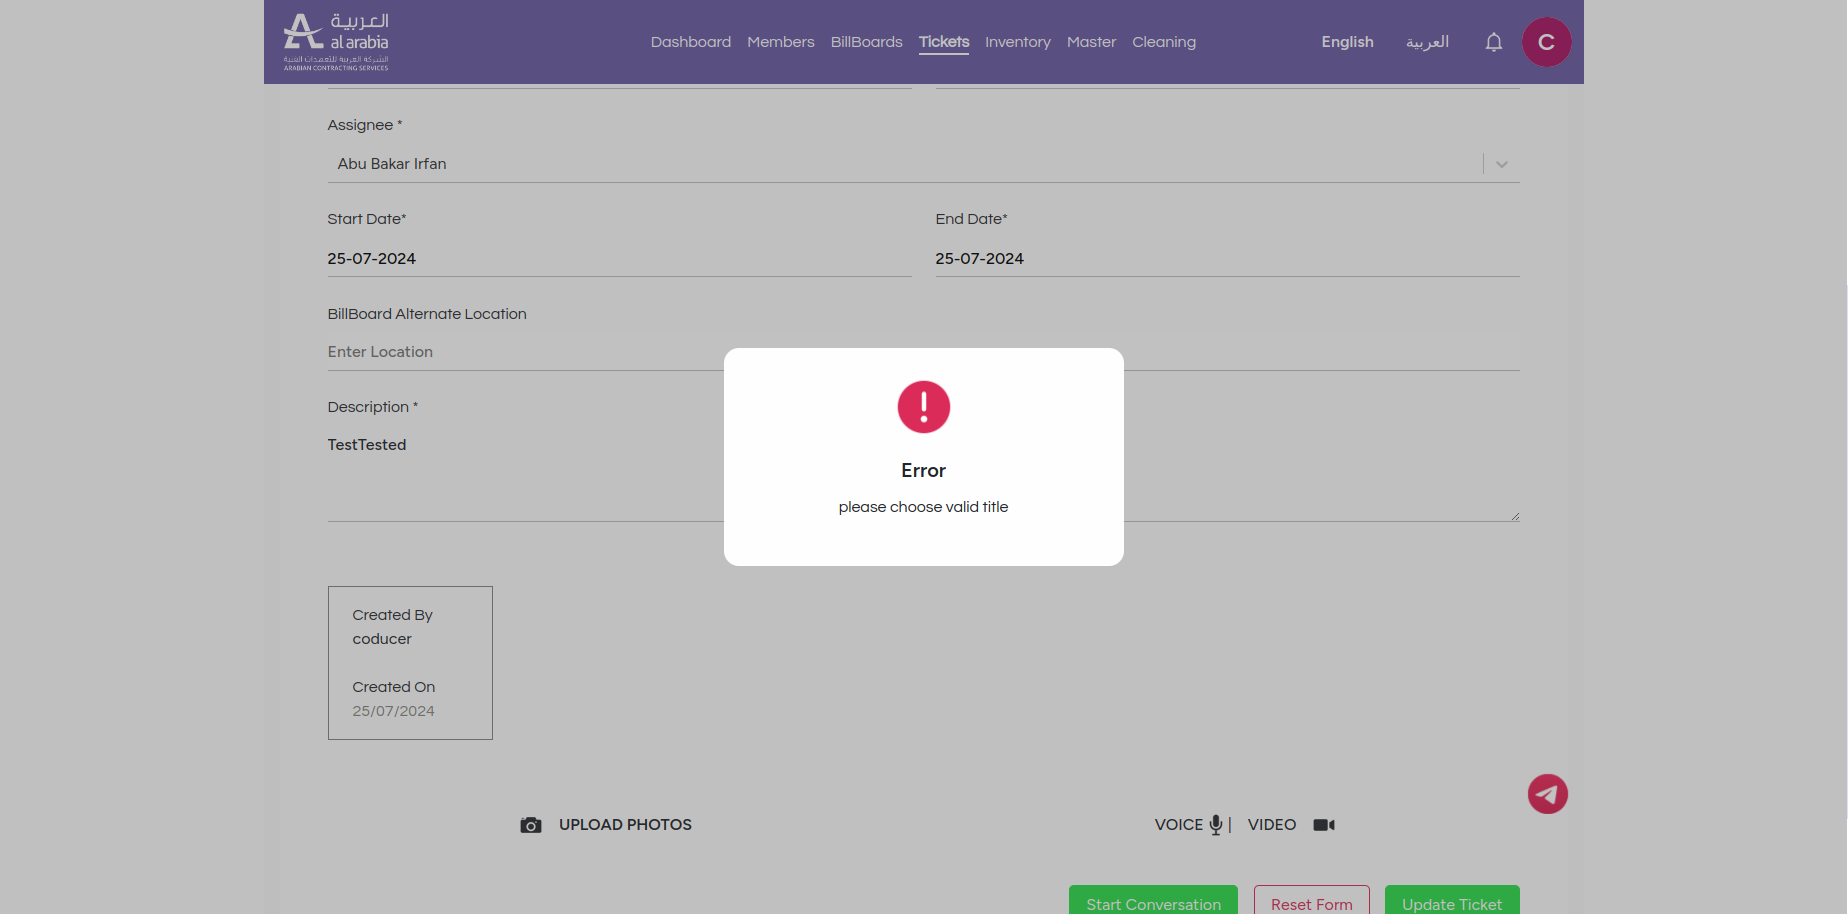 العربية
al arabia
الشركة العربية للتعهدات الفنية
ARABIAN CONTRACTING SERVICES
Dashboard Members BillBoards Tickets Inventory Master Cleaning English العربية C
Assignee *
Abu Bakar Irfan
Start Date* End Date*
25-07-2024 25-07-2024
BillBoard Alternate Location
Enter Location
Description *
TestTested
Error
please choose valid title
Created By
coducer
Created On
25/07/2024
UPLOAD PHOTOS VOICE | VIDEO
Start Conversation Reset Form Update Ticket